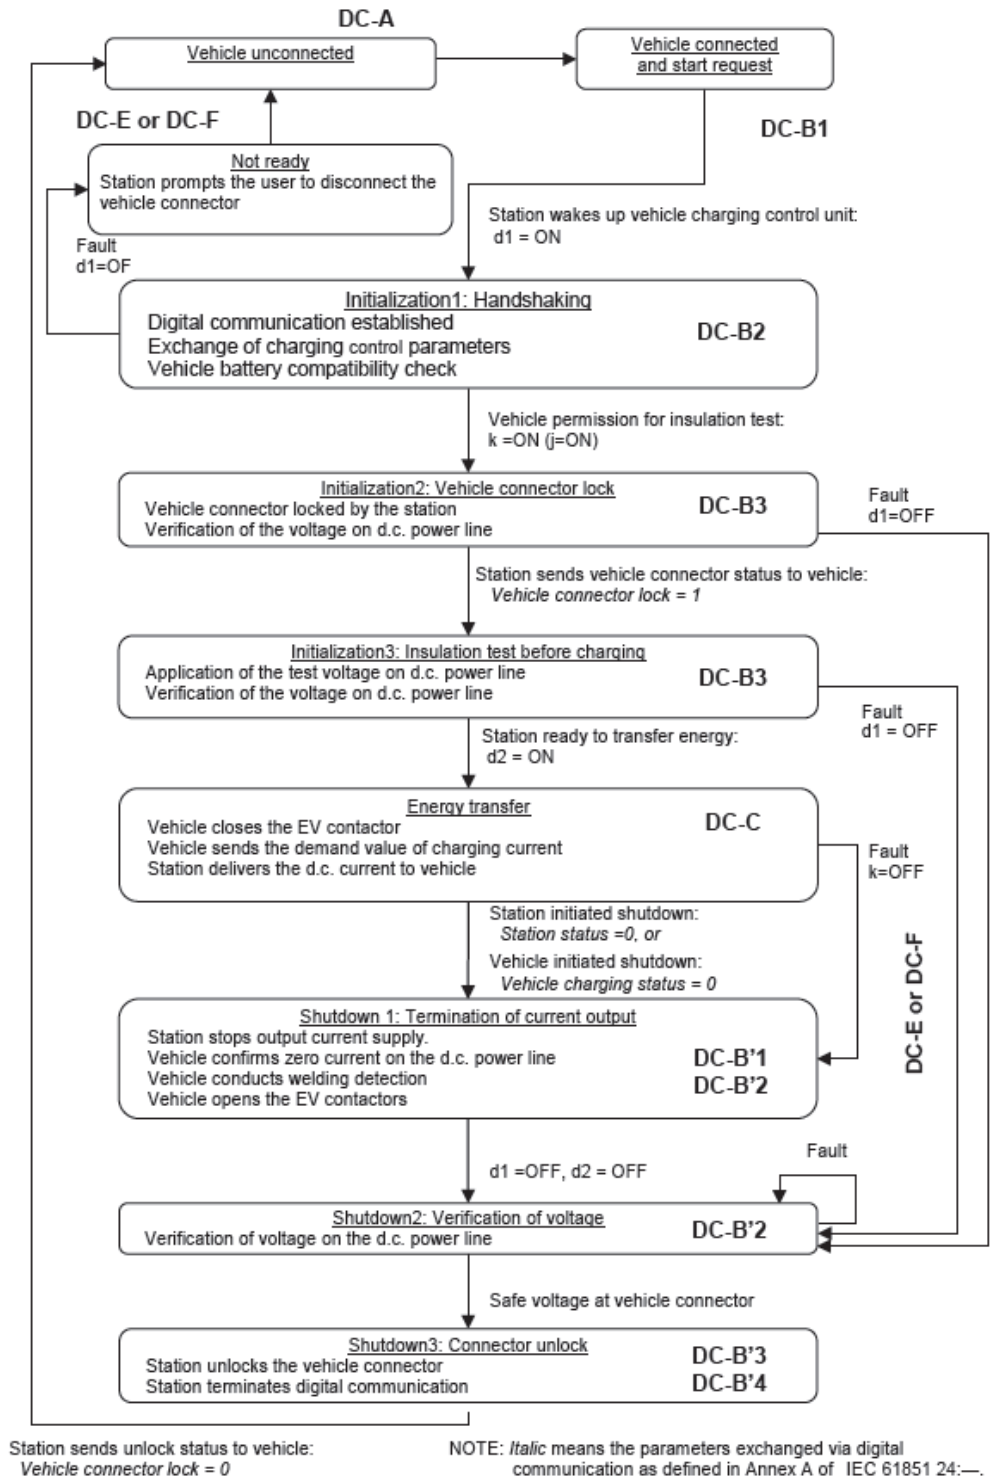 DC-A
Vehicle unconnected
Vehicle connected
and start request
DC-E or DC-F
DC-B1
Not ready
Station prompts the user to disconnect the
vehicle connector
Station wakes up vehicle charging control unit:
d1 = ON
Fault
d1=OF
Initialization1: Handshaking
Digital communication established
Exchange of charging control parameters
Vehicle battery compatibility check
DC-B2
Vehicle permission for insulation test:
k =ON (j=ON)
Initialization2: Vehicle connector lock
Vehicle connector locked by the station
Verification of the voltage on d.c. power line
DC-B3
Fault
d1=OFF
Station sends vehicle connector status to vehicle:
Vehicle connector lock = 1
Initialization3: Insulation test before charging
Application of the test voltage on d.c. power line
Verification of the voltage on d.c. power line
DC-B3
Fault
d1 = OFF
Station ready to transfer energy:
d2 = ON
Energy transfer
Vehicle closes the EV contactor
Vehicle sends the demand value of charging current
Station delivers the d.c. current to vehicle
DC-C
Fault
k=OFF
Station initiated shutdown:
Station status =0, or
Vehicle initiated shutdown:
Vehicle charging status = 0
DC-E or DC-F
Shutdown 1: Termination of current output
Station stops output current supply.
Vehicle confirms zero current on the d.c. power line
Vehicle conducts welding detection
Vehicle opens the EV contactors
DC-B'1
DC-B'2
d1 =OFF, d2 = OFF
Fault
Shutdown2: Verification of voltage
Verification of voltage on the d.c. power line
DC-B'2
Safe voltage at vehicle connector
Shutdown3: Connector unlock
Station unlocks the vehicle connector
Station terminates digital communication
DC-B'3
DC-B'4
Station sends unlock status to vehicle:
Vehicle connector lock = 0
NOTE: Italic means the parameters exchanged via digital
communication as defined in Annex A of IEC 61851 24:—.